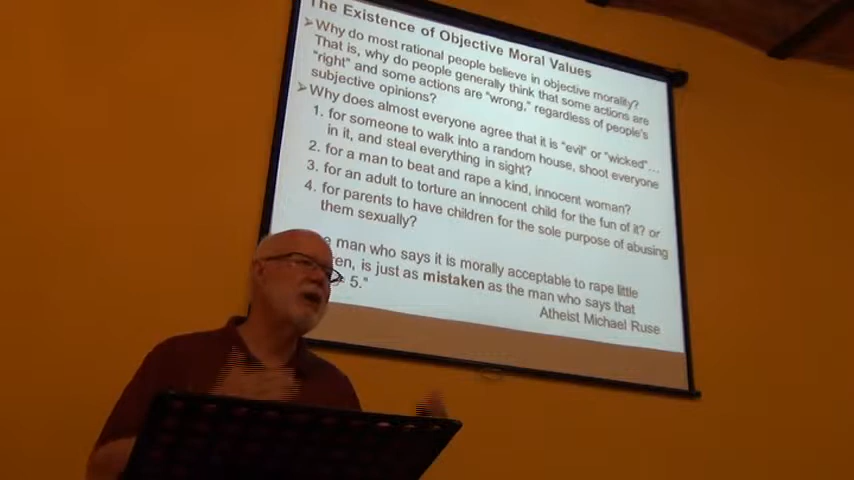 The Existence of Objective Moral Values
➢Why do most rational people believe in objective morality?
That is, why do people generally think that some actions are
"right" and some actions are "wrong," regardless of people's
subjective opinions?
➢Why does almost everyone agree that it is "evil" or "wicked"…
1. for someone to walk into a random house, shoot everyone
in it, and steal everything in sight?
2. for a man to beat and rape a kind, innocent woman?
3. for an adult to torture an innocent child for the fun of it? or
4. for parents to have children for the sole purpose of abusing
them sexually?
man who says it is morally acceptable to rape little
is just as mistaken as the man who says that
5."
Atheist Michael Ruse